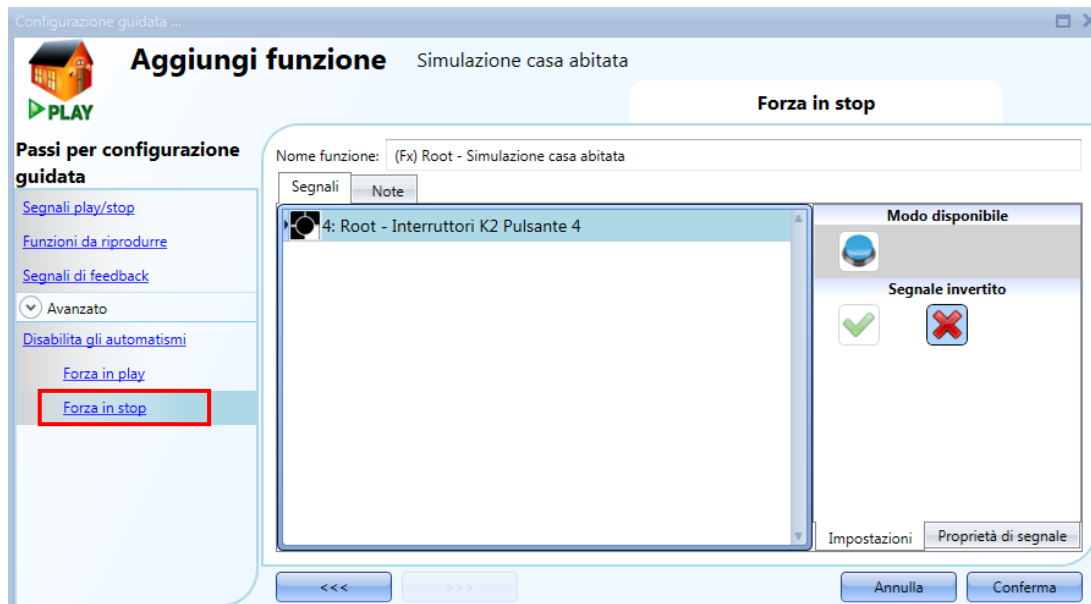 Configurazione guidata ...
Aggiungi funzione
Simulazione casa abitata
PLAY
Forza in stop
Passi per configurazione
guidata
Segnali play/stop
Funzioni da riprodurre
Segnali di feedback
Avanzato
Disabilita gli automatismi
Forza in play
Forza in stop
Nome funzione:
(Fx) Root - Simulazione casa abitata
Segnali
Note
4: Root - Interruttori K2 Pulsante 4
Modo disponibile
Segnale invertito
Impostazioni
Proprietà di segnale
<<<
>>>
Annulla
Conferma